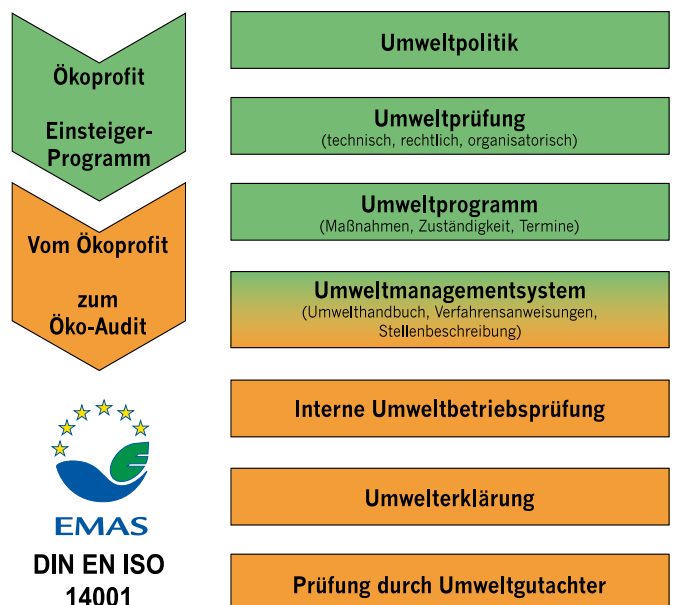 Ökoprofit
Einsteiger-
Programm
Vom Ökoprofit
zum
Öko-Audit
EMAS
DIN EN ISO
14001
Umweltpolitik
Umweltprüfung
(technisch, rechtlich, organisatorisch)
Umweltprogramm
(Maßnahmen, Zuständigkeit, Termine)
Umweltmanagementsystem
(Umwelthandbuch, Verfahrensanweisungen,
Stellenbeschreibung)
Interne Umweltbetriebsprüfung
Umwelterklärung
Prüfung durch Umweltgutachter